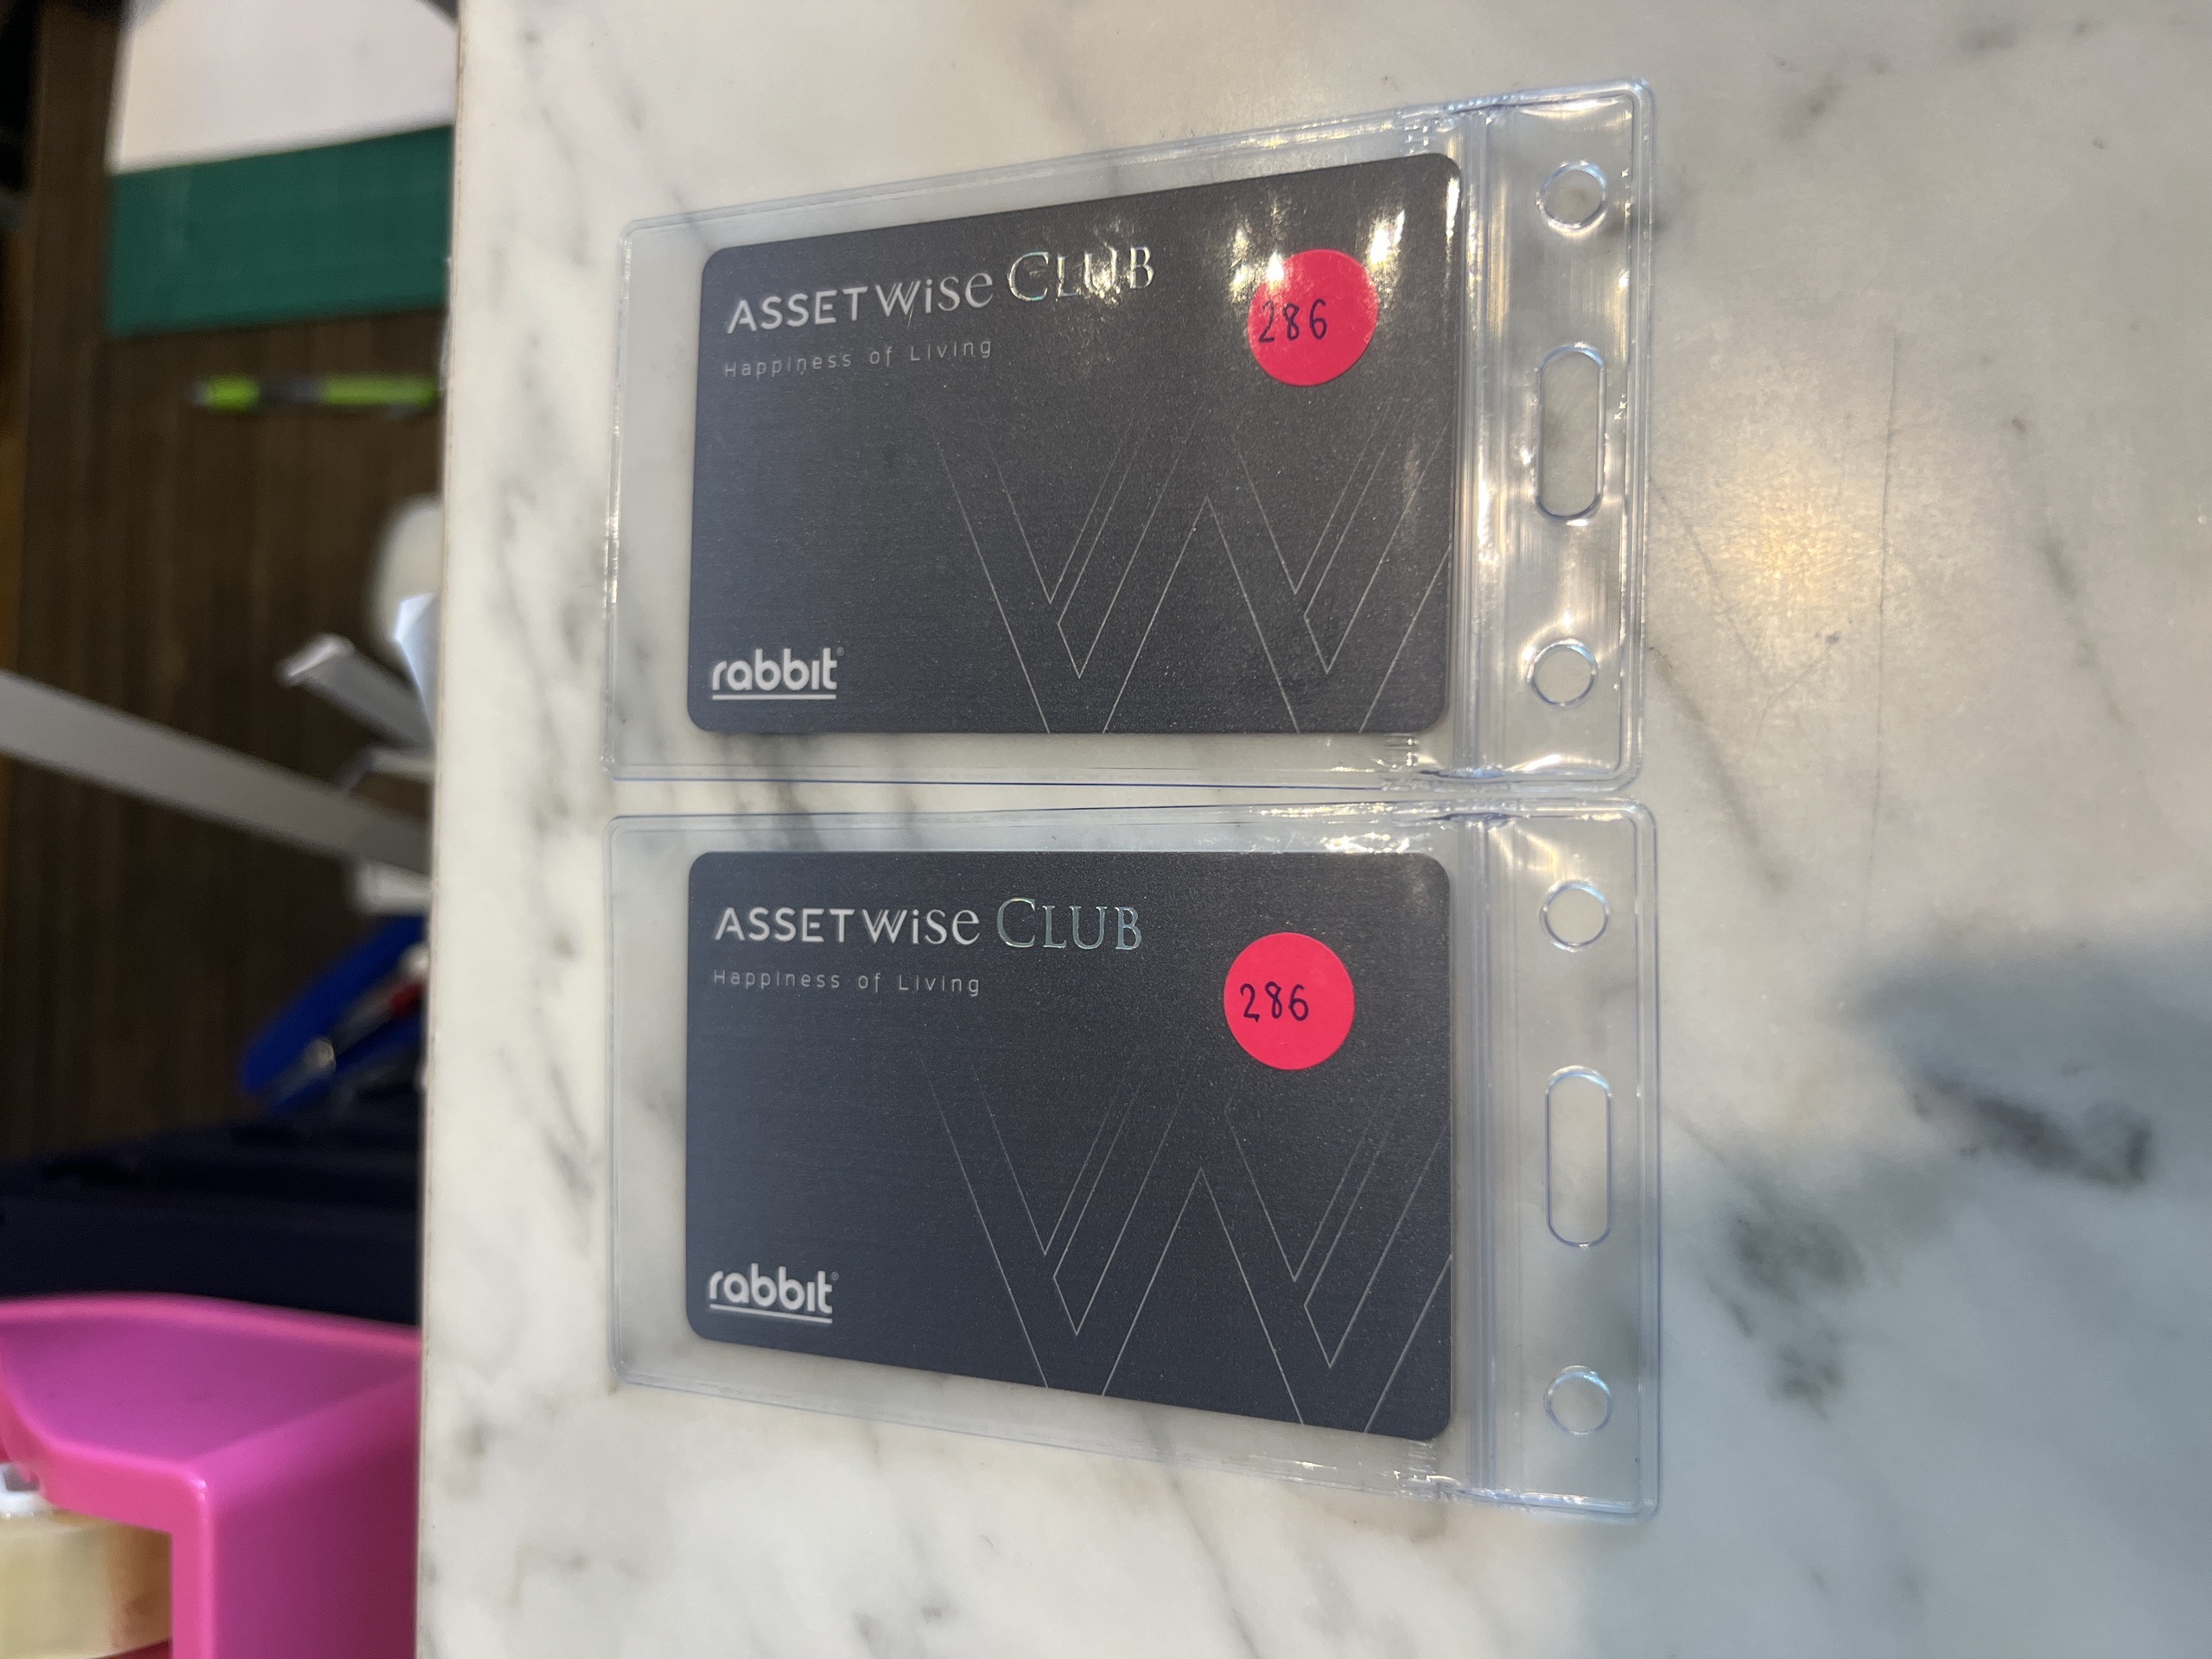 ASSETWISE CLUB
Happiness of Living
286
rabbit
ASSETWISE CLUB
Happiness of Living
286
rabbit